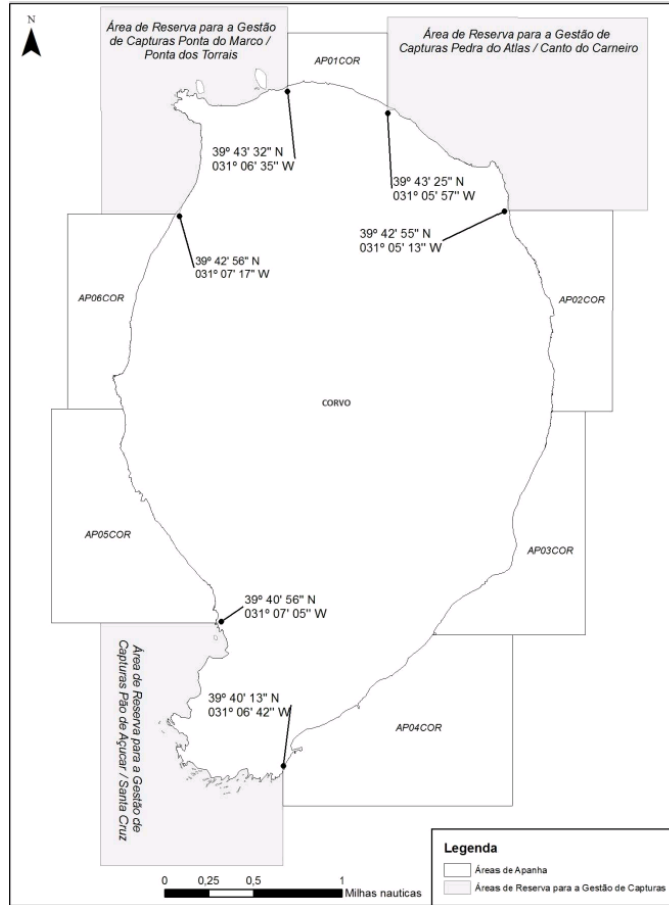 N
Área de Reserva para a Gestão
de Capturas Ponta do Marco /
Ponta dos Torrais
AP01COR
Área de Reserva para a Gestão de
Capturas Pedra do Atlas / Canto do Carneiro
39º 43' 32" N
031º 06' 35" W
39º 43' 25" N
031º 05' 57" W
39º 42' 55" N
031º 05' 13" W
39º 42' 56" N
031º 07' 17" W
AP06COR
AP02COR
CORVO
AP05COR
AP03COR
39º 40' 56" N
031º 07' 05" W
Área de Reserva para a Gestão de
Capturas Pão de Açucar / Santa Cruz
39º 40' 13" N
031º 06' 42" W
AP04COR
Legenda
Áreas de Apanha
Áreas de Reserva para a Gestão de Capturas
0 0,25 0,5 1
Milhas nauticas